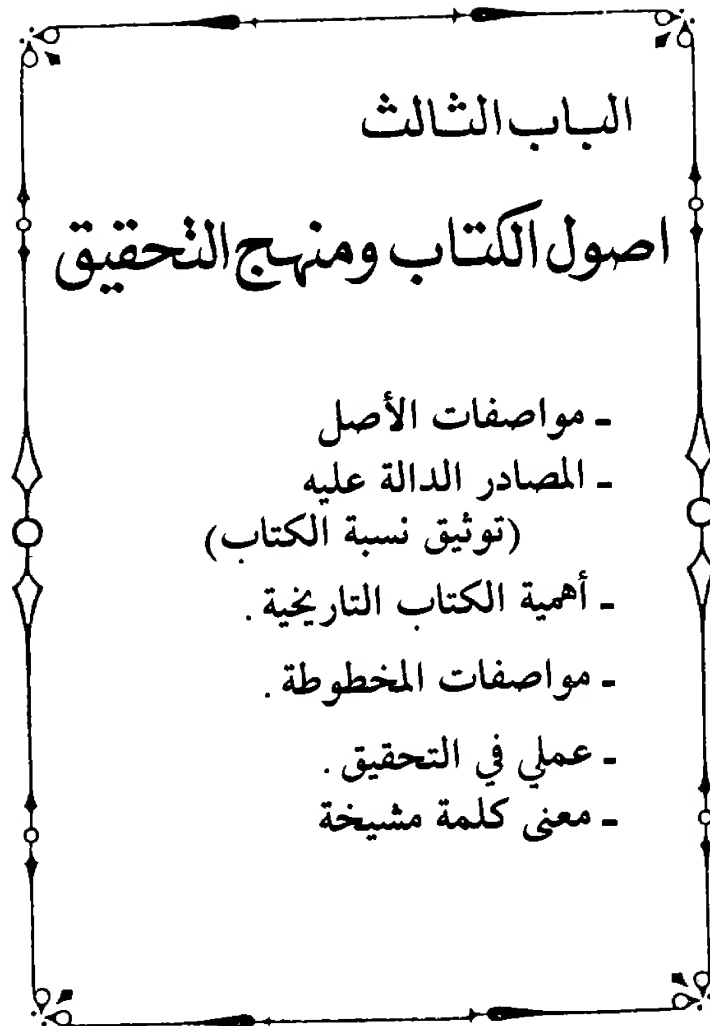 الباب الثالث
اصول الكتاب ومنهج التحقيق
- مواصفات الأصل
- المصادر الدالة عليه
(توثيق نسبة الكتاب)
- أهمية الكتاب التاريخية .
- مواصفات المخطوطة .
- عملي في التحقيق .
- معنى كلمة مشيخة